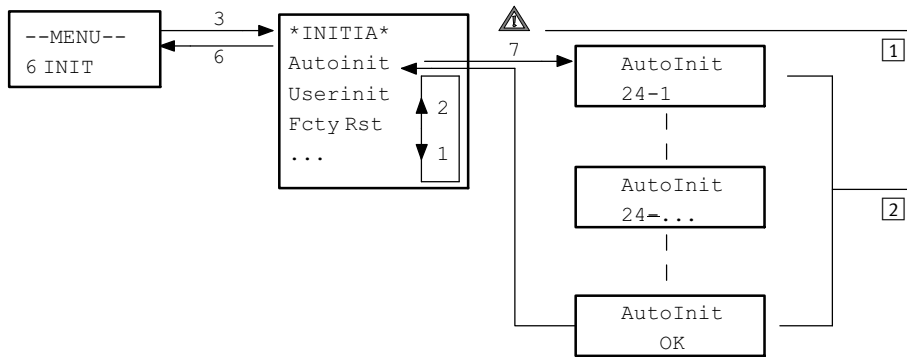 --MENU--
6 INIT
3
6
*INITIA*
Autoinit
Userinit
Fcty Rst
...
2
1
7
1
AutoInit
24-1
AutoInit
24-...
2
AutoInit
OK